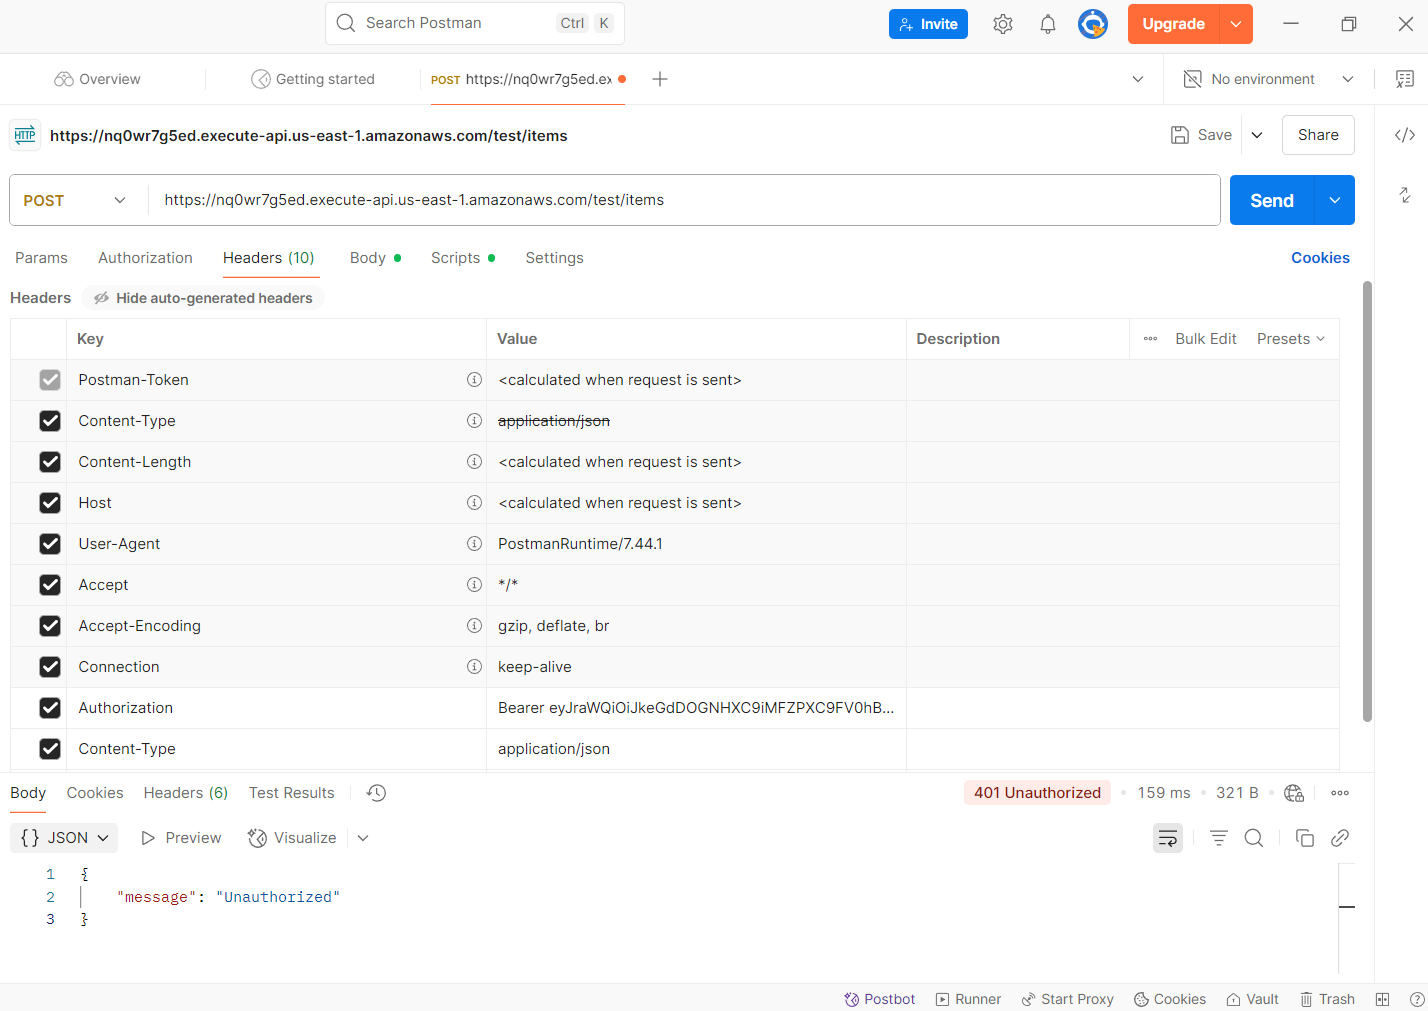 Search Postman Ctrl K Invite Upgrade
Overview Getting started POST https://nq0wr7g5ed.ex No environment
HTTP https://nq0wr7g5ed.execute-api.us-east-1.amazonaws.com/test/items Save Share
POST https://nq0wr7g5ed.execute-api.us-east-1.amazonaws.com/test/items Send
Params Authorization Headers (10) Body Scripts Settings Cookies
Headers Hide auto-generated headers
Key Value Description Bulk Edit Presets
Postman-Token <calculated when request is sent>
Content-Type application/json
Content-Length <calculated when request is sent>
Host <calculated when request is sent>
User-Agent PostmanRuntime/7.44.1
Accept */*
Accept-Encoding gzip, deflate, br
Connection keep-alive
Authorization Bearer eyJraWQiOiJkeGdDOGNHXC9iMFZPXC9FV0hB...
Content-Type application/json
Body Cookies Headers (6) Test Results 401 Unauthorized 159 ms 321 B
{} JSON Preview Visualize
1 {
2 "message": "Unauthorized"
3 }
Postbot Runner Start Proxy Cookies Vault Trash